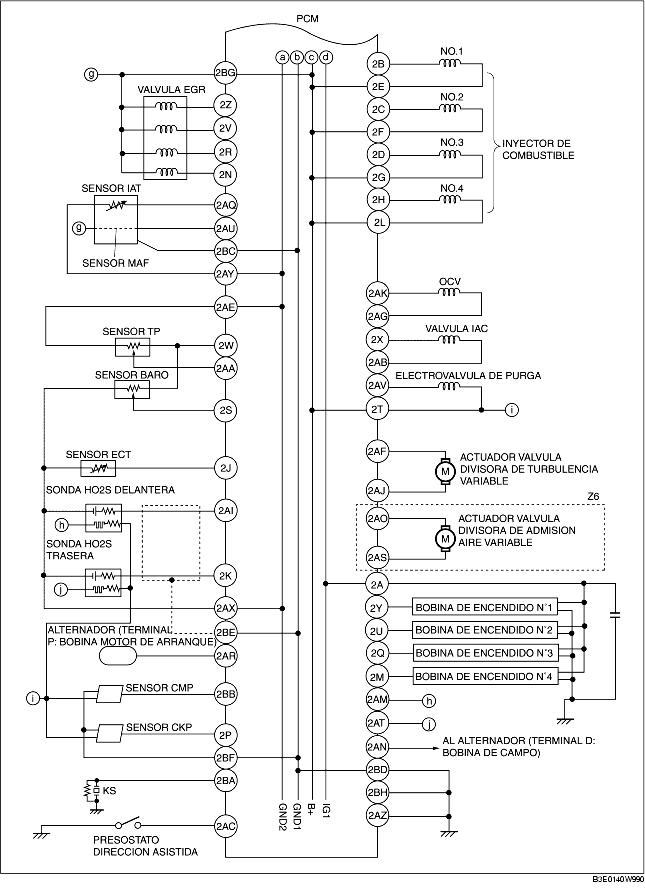 PCM
a b c d
g
2BG
VALVULA EGR
2Z
2V
2R
2N
SENSOR IAT
2AQ
g
2AU
2BC
SENSOR MAF
2AY
2AE
SENSOR TP
2W
2AA
SENSOR BARO
2S
SENSOR ECT
2J
SONDA HO2S DELANTERA
2AI
h
SONDA HO2S
TRASERA
2K
j
2AX
ALTERNADOR (TERMINAL
P: BOBINA MOTOR DE ARRANQUE)
2BE
2AR
i
SENSOR CMP
2BB
SENSOR CKP
2P
2BF
KS
2BA
2AC
PRESOSTATO
DIRECCION ASISTIDA
GND2
GND1
B+
IG1
2B
NO.1
2E
2C
NO.2
2F
2D
NO.3
2G
2H
NO.4
2L
INYECTOR DE
COMBUSTIBLE
2AK
OCV
2AG
2X
VALVULA IAC
2AB
2AV
ELECTROVALVULA DE PURGA
2T
i
2AF
M
2AJ
ACTUADOR VALVULA
DIVISORA DE TURBULENCIA
VARIABLE
Z6
2AO
M
2AS
ACTUADOR VALVULA
DIVISORA DE ADMISION
AIRE VARIABLE
2A
2Y
BOBINA DE ENCENDIDO N´1
2U
BOBINA DE ENCENDIDO N´2
2Q
BOBINA DE ENCENDIDO N´3
2M
BOBINA DE ENCENDIDO N´4
2AM
h
2AT
j
2AN
AL ALTERNADOR (TERMINAL D:
BOBINA DE CAMPO)
2BD
2BH
2AZ
B3E0140W990